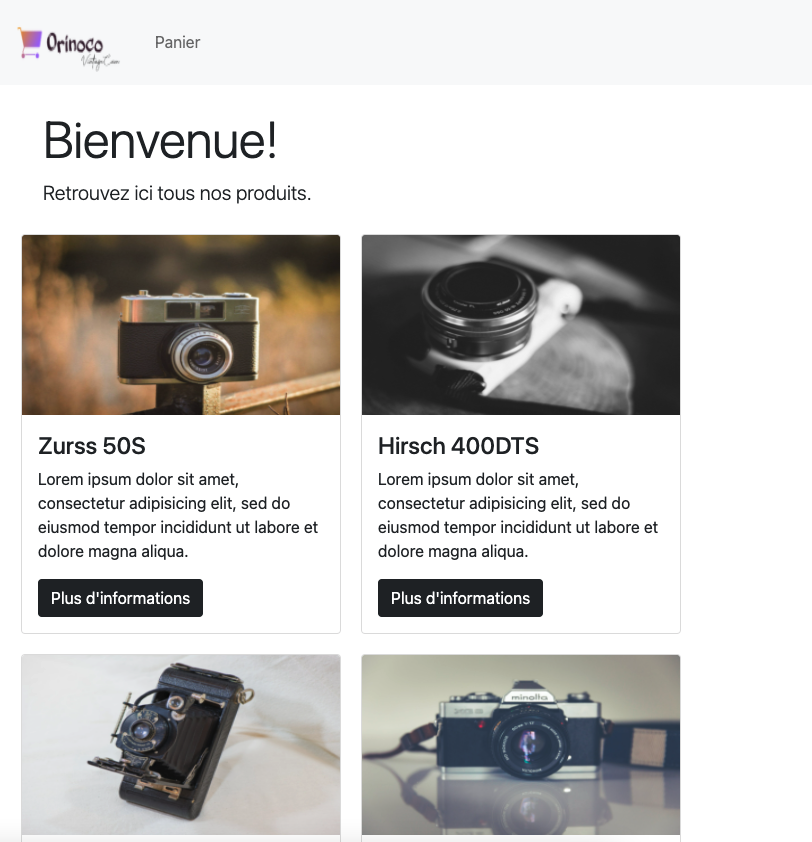 Orinoco
Panier
Bienvenue!
Retrouvez ici tous nos produits.
Zurss 50S
Lorem ipsum dolor sit amet,
consectetur adipisicing elit, sed do
eiusmod tempor incididunt ut labore et
dolore magna aliqua.
Plus d'informations
Hirsch 400DTS
Lorem ipsum dolor sit amet,
consectetur adipisicing elit, sed do
eiusmod tempor incididunt ut labore et
dolore magna aliqua.
Plus d'informations
minolta